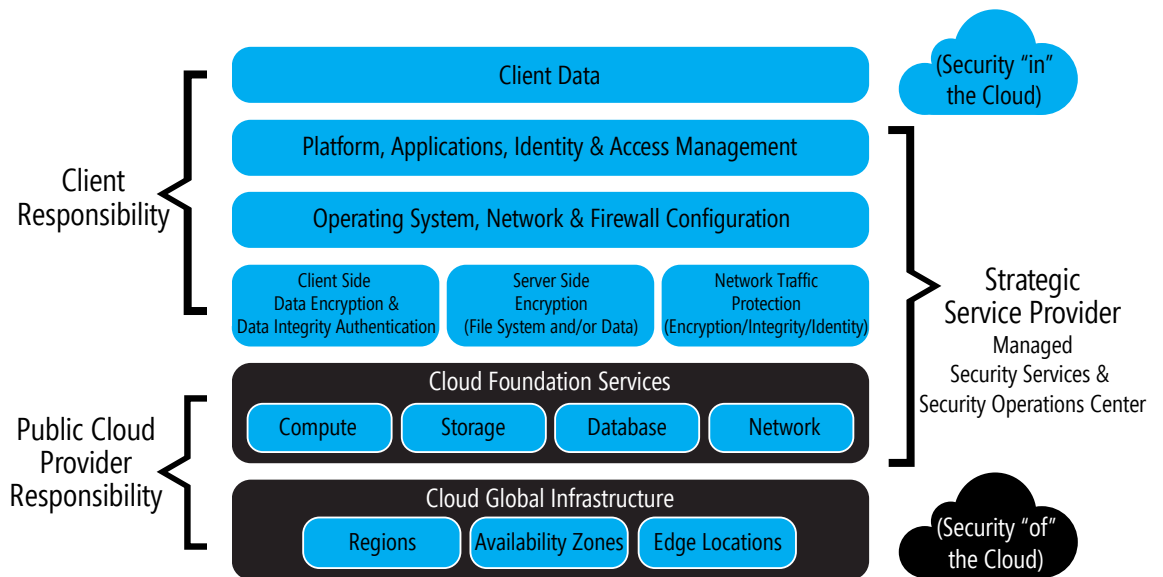 Client Data
(Security “in”
the Cloud)
Platform, Applications, Identity & Access Management
Client
Responsibility
Operating System, Network & Firewall Configuration
Client Side
Data Encryption &
Data Integrity Authentication
Server Side
Encryption
(File System and/or Data)
Network Traffic
Protection
(Encryption/Integrity/Identity)
Strategic
Service Provider
Managed
Security Services &
Security Operations Center
Cloud Foundation Services
Compute
Storage
Database
Network
Public Cloud
Provider
Responsibility
Cloud Global Infrastructure
Regions
Availability Zones
Edge Locations
(Security “of”
the Cloud)